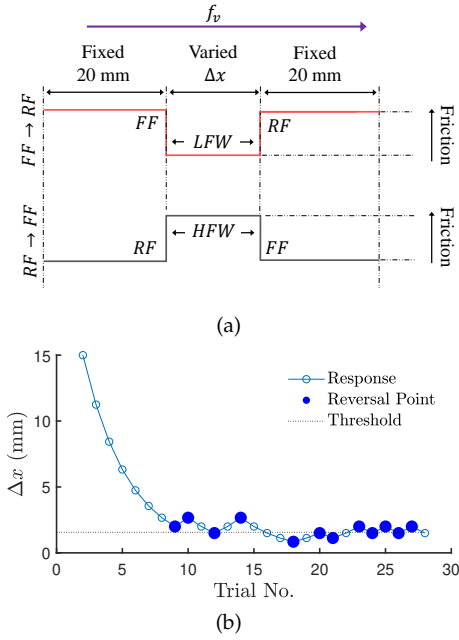 f_v
Fixed Varied Fixed
20 mm Δx 20 mm
FF → RF
FF
LFW
RF
Friction
RF → FF
RF
HFW
FF
Friction
(a)
15
10
5
0
Δx (mm)
Response
Reversal Point
Threshold
0 5 10 15 20 25 30
Trial No.
(b)